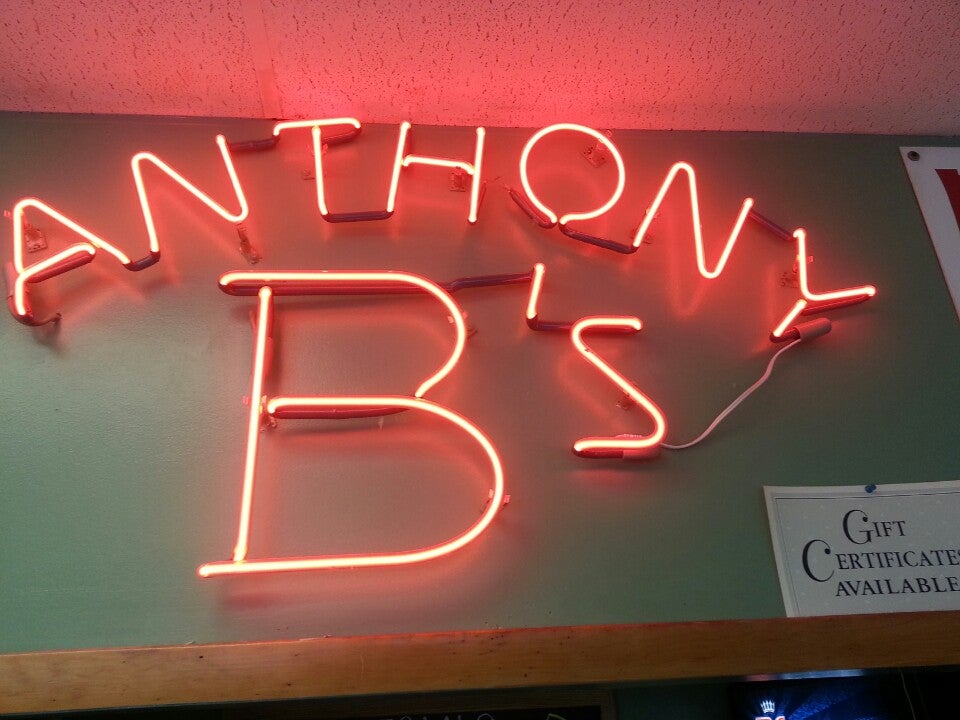 ANTHONY
B's
GIFT
CERTIFICATES
AVAILABLE